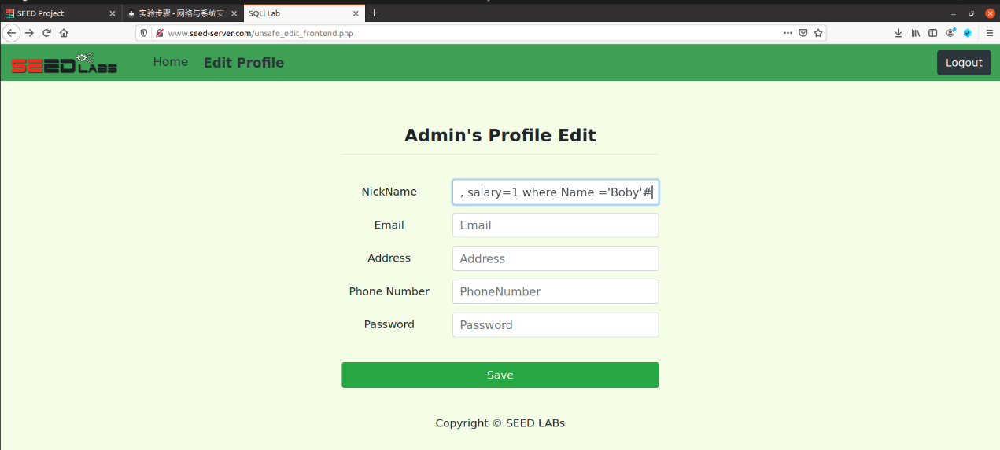 SEED Project
实验步骤 - 网络与系统安
SQLi Lab
www.seed-server.com/unsafe_edit_frontend.php
SEEDLABS
Home
Edit Profile
Logout
Admin's Profile Edit
NickName
, salary=1 where Name ='Boby'#
Email
Email
Address
Address
Phone Number
PhoneNumber
Password
Password
Save
Copyright © SEED LABs